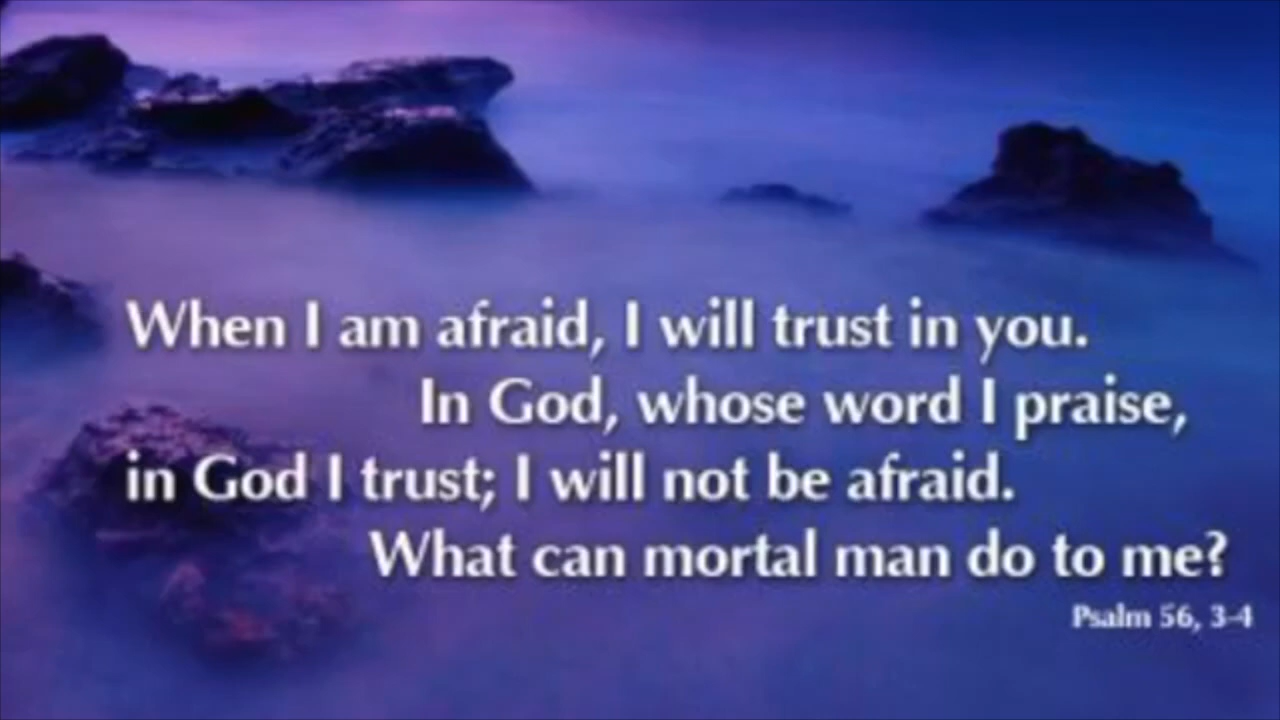 When I am afraid, I will trust in you.
In God, whose word I praise,
in God I trust; I will not be afraid.
What can mortal man do to me?
Psalm 56, 3-4